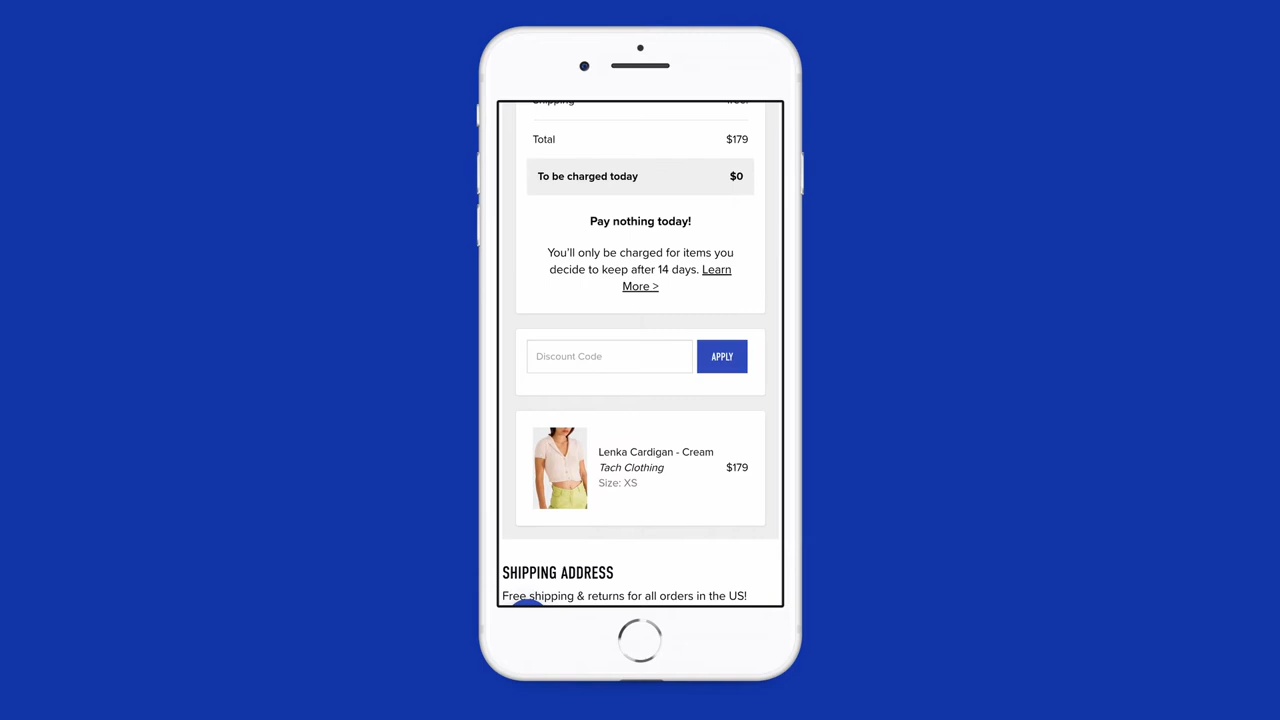 Total $179
To be charged today $0
Pay nothing today!
You'll only be charged for items you
decide to keep after 14 days. Learn
More >
Discount Code APPLY
Lenka Cardigan - Cream
Tach Clothing $179
Size: XS
SHIPPING ADDRESS
Free shipping & returns for all orders in the US!